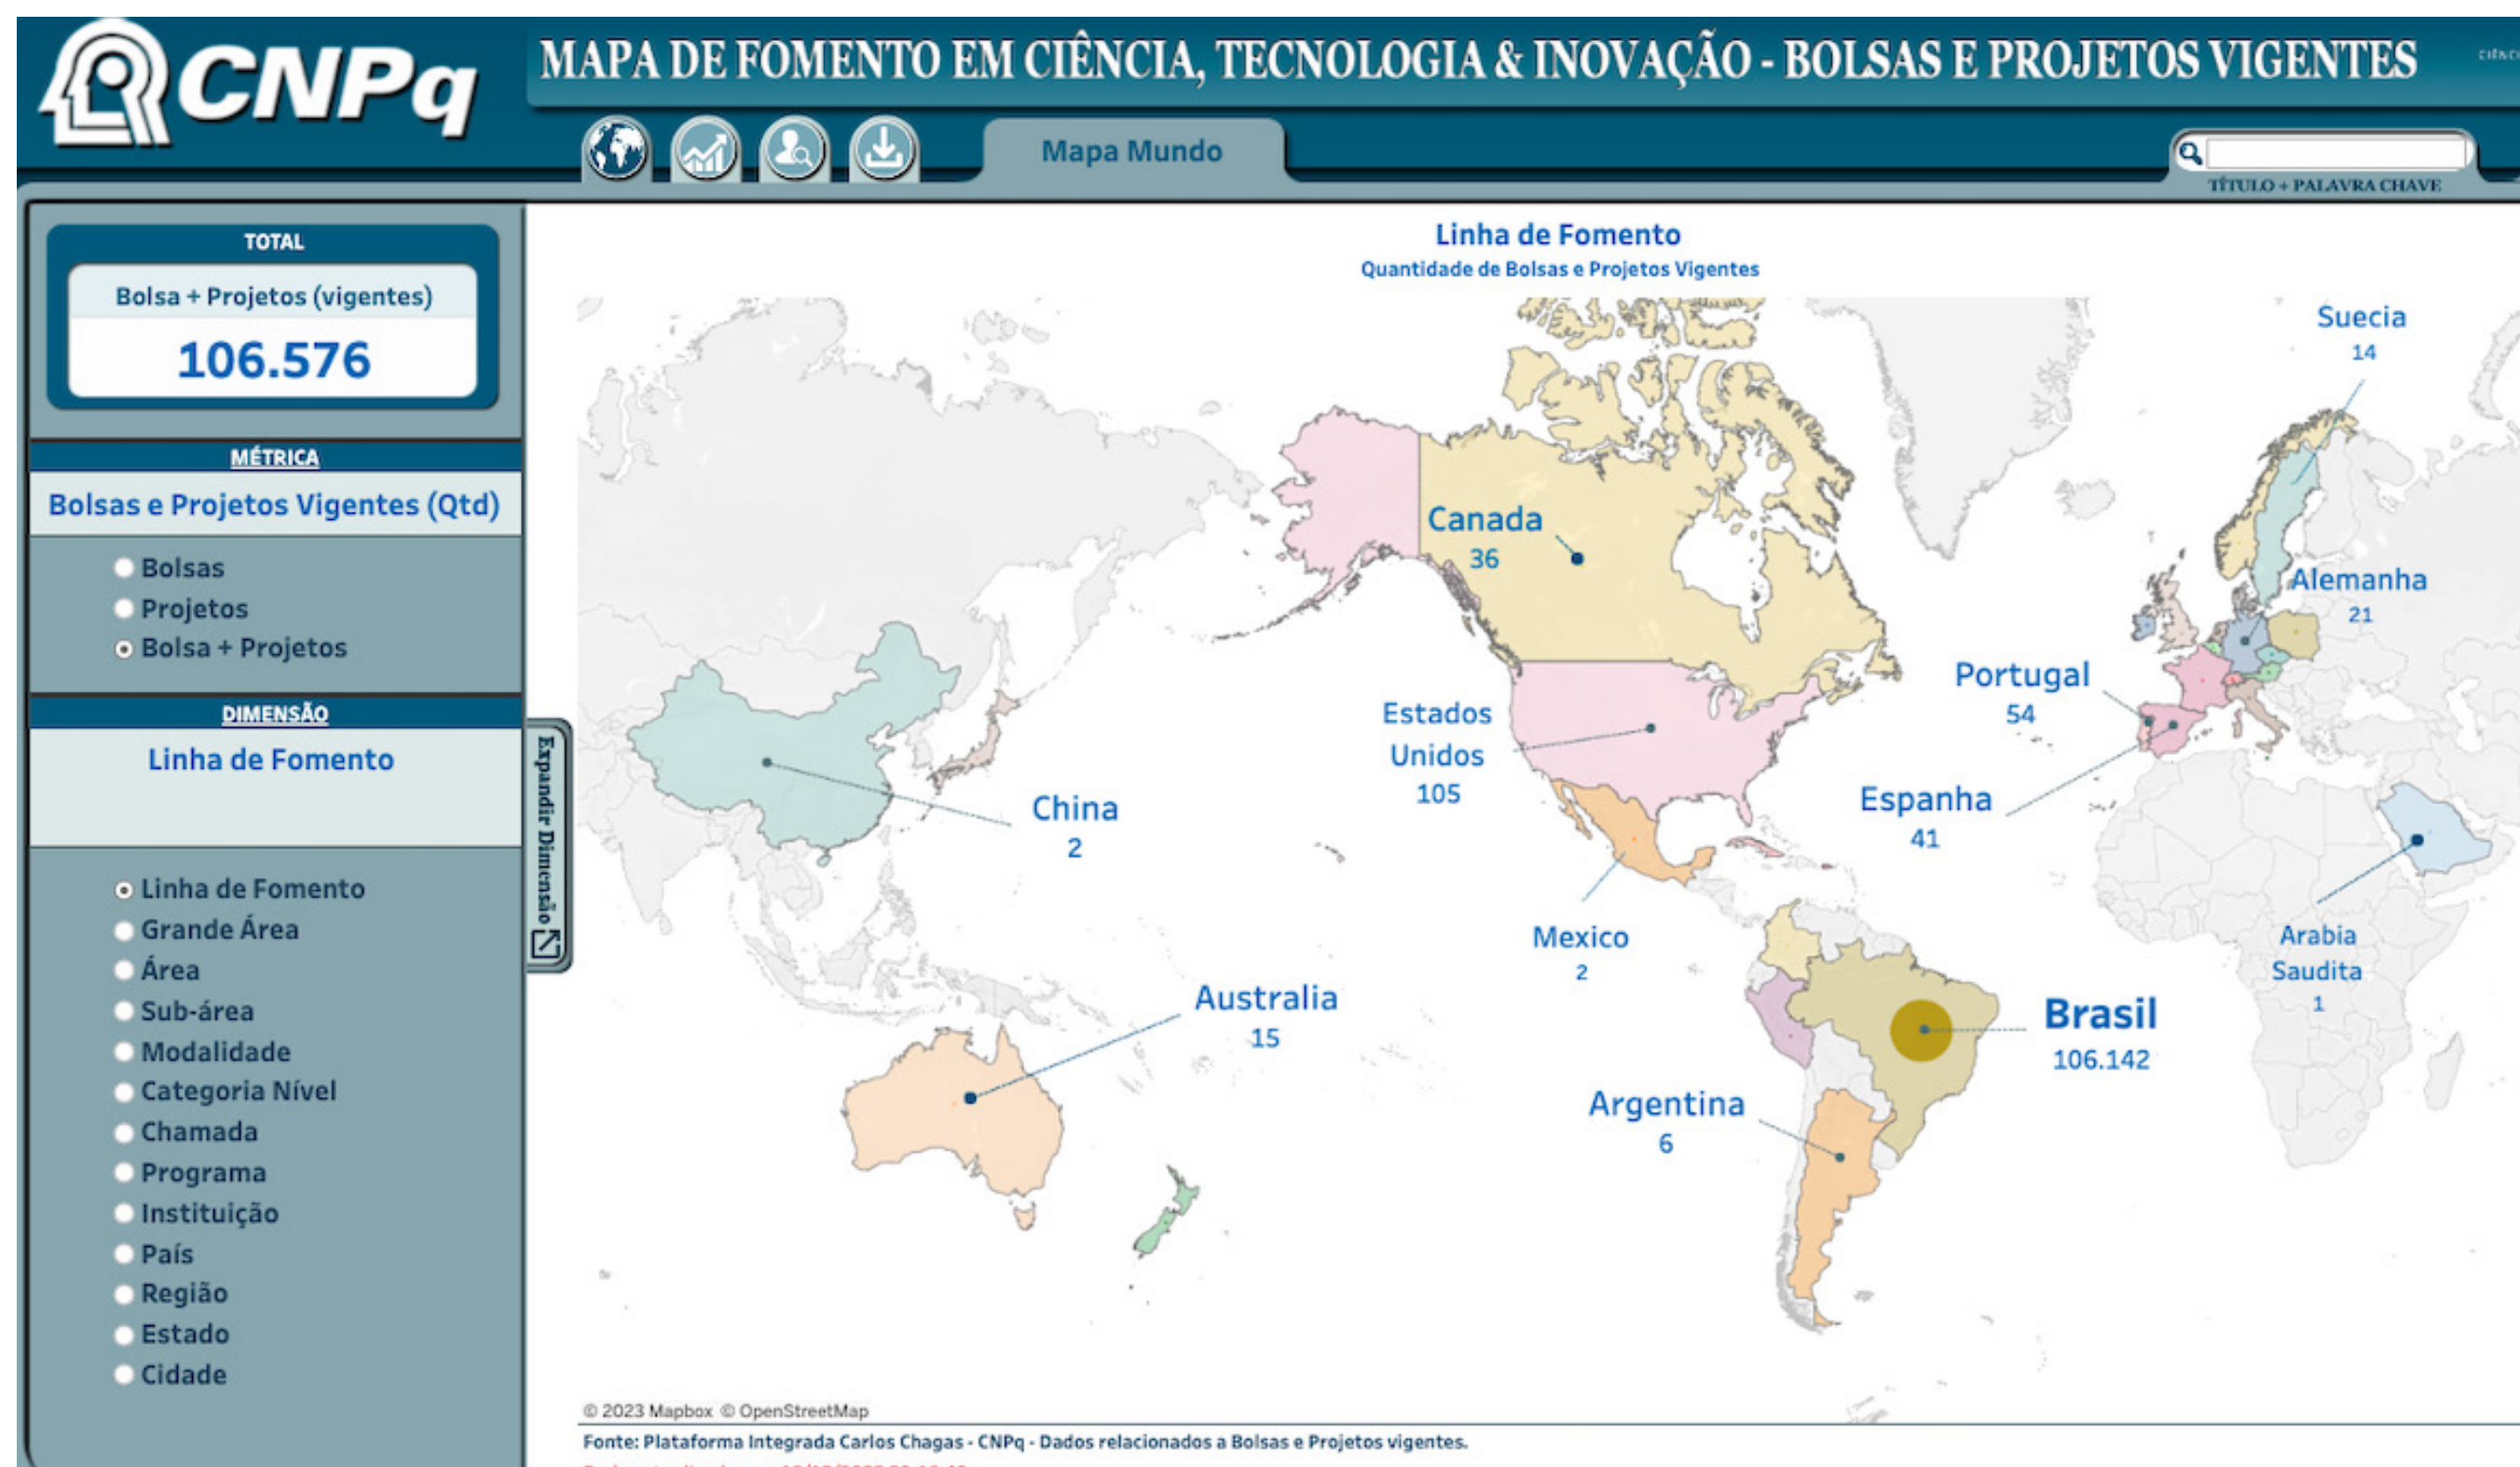 CNPq
MAPA DE FOMENTO EM CIÊNCIA, TECNOLOGIA & INOVAÇÃO - BOLSAS E PROJETOS VIGENTES
Mapa Mundo
TÍTULO + PALAVRA CHAVE
TOTAL
Bolsa + Projetos (vigentes)
106.576
MÉTRICA
Bolsas e Projetos Vigentes (Qtd)
Bolsas
Projetos
Bolsa + Projetos
DIMENSÃO
Linha de Fomento
Linha de Fomento
Grande Área
Área
Sub-área
Modalidade
Categoria Nível
Chamada
Programa
Instituição
País
Região
Estado
Cidade
Expandir Dimensão
Linha de Fomento
Quantidade de Bolsas e Projetos Vigentes
Suecia
14
Canada
36
Alemanha
21
Portugal
54
Estados
Unidos
105
Espanha
41
China
2
Mexico
2
Arabia
Saudita
1
Australia
15
Brasil
106.142
Argentina
6
© 2023 Mapbox © OpenStreetMap
Fonte: Plataforma Integrada Carlos Chagas - CNPq - Dados relacionados a Bolsas e Projetos vigentes.